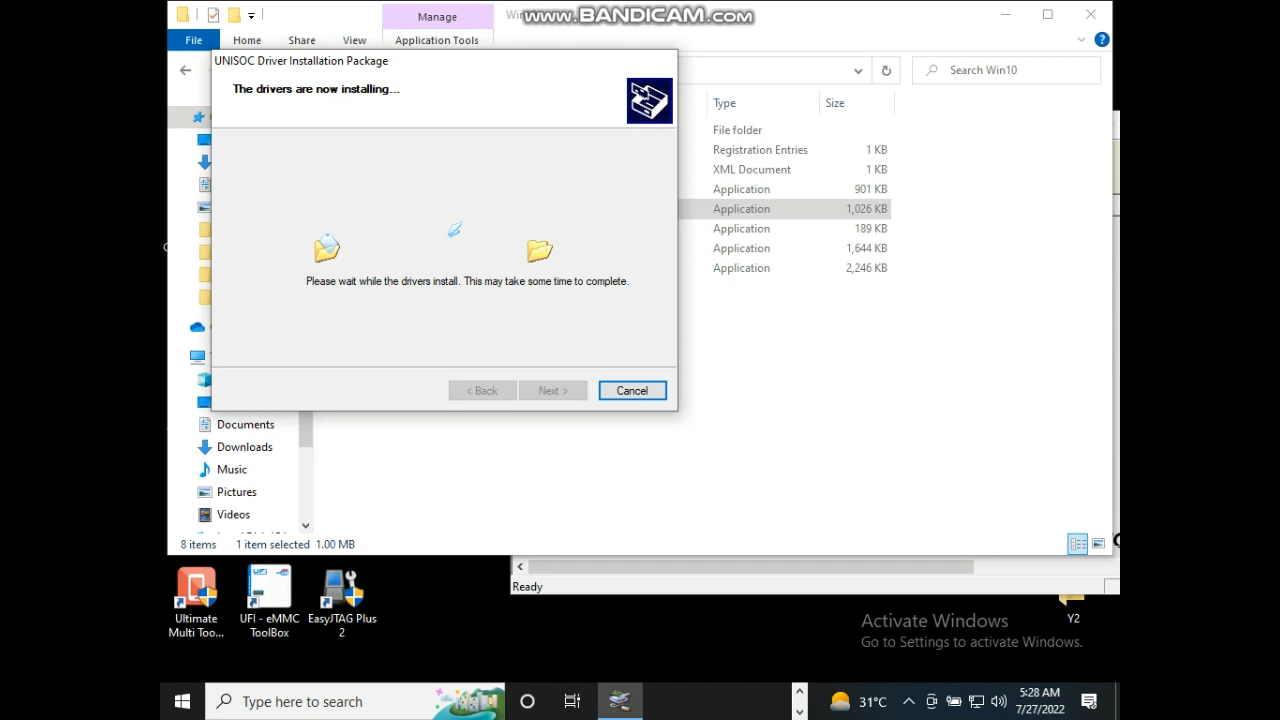 Manage
www.BANDICAM.com
File
Home
Share
View
Application Tools
UNISOC Driver Installation Package
The drivers are now installing...
Search Win10
Type
Size
File folder
Registration Entries
1 KB
XML Document
1 KB
Application
901 KB
Application
1,026 KB
Application
189 KB
Application
1,644 KB
Application
2,246 KB
Please wait while the drivers install. This may take some time to complete.
< Back
Next >
Cancel
Documents
Downloads
Music
Pictures
Videos
8 items
1 item selected
1.00 MB
Ready
Ultimate
Multi Too...
UFI - eMMC
ToolBox
EasyJTAG Plus
2
Y2
Activate Windows
Go to Settings to activate Windows.
Type here to search
31°C
5:28 AM
7/27/2022